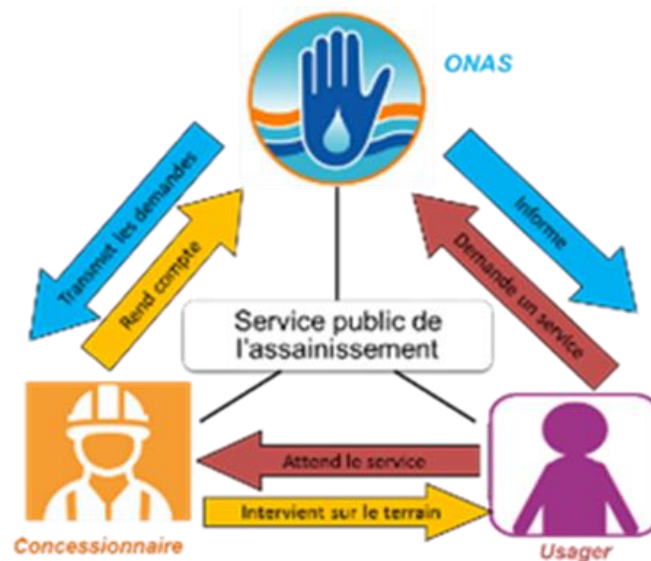 ONAS
Transmet les demandes
Rend compte
Informe
Demande un service
Service public de
l'assainissement
Attend le service
Intervient sur le terrain
Concessionnaire
Usager